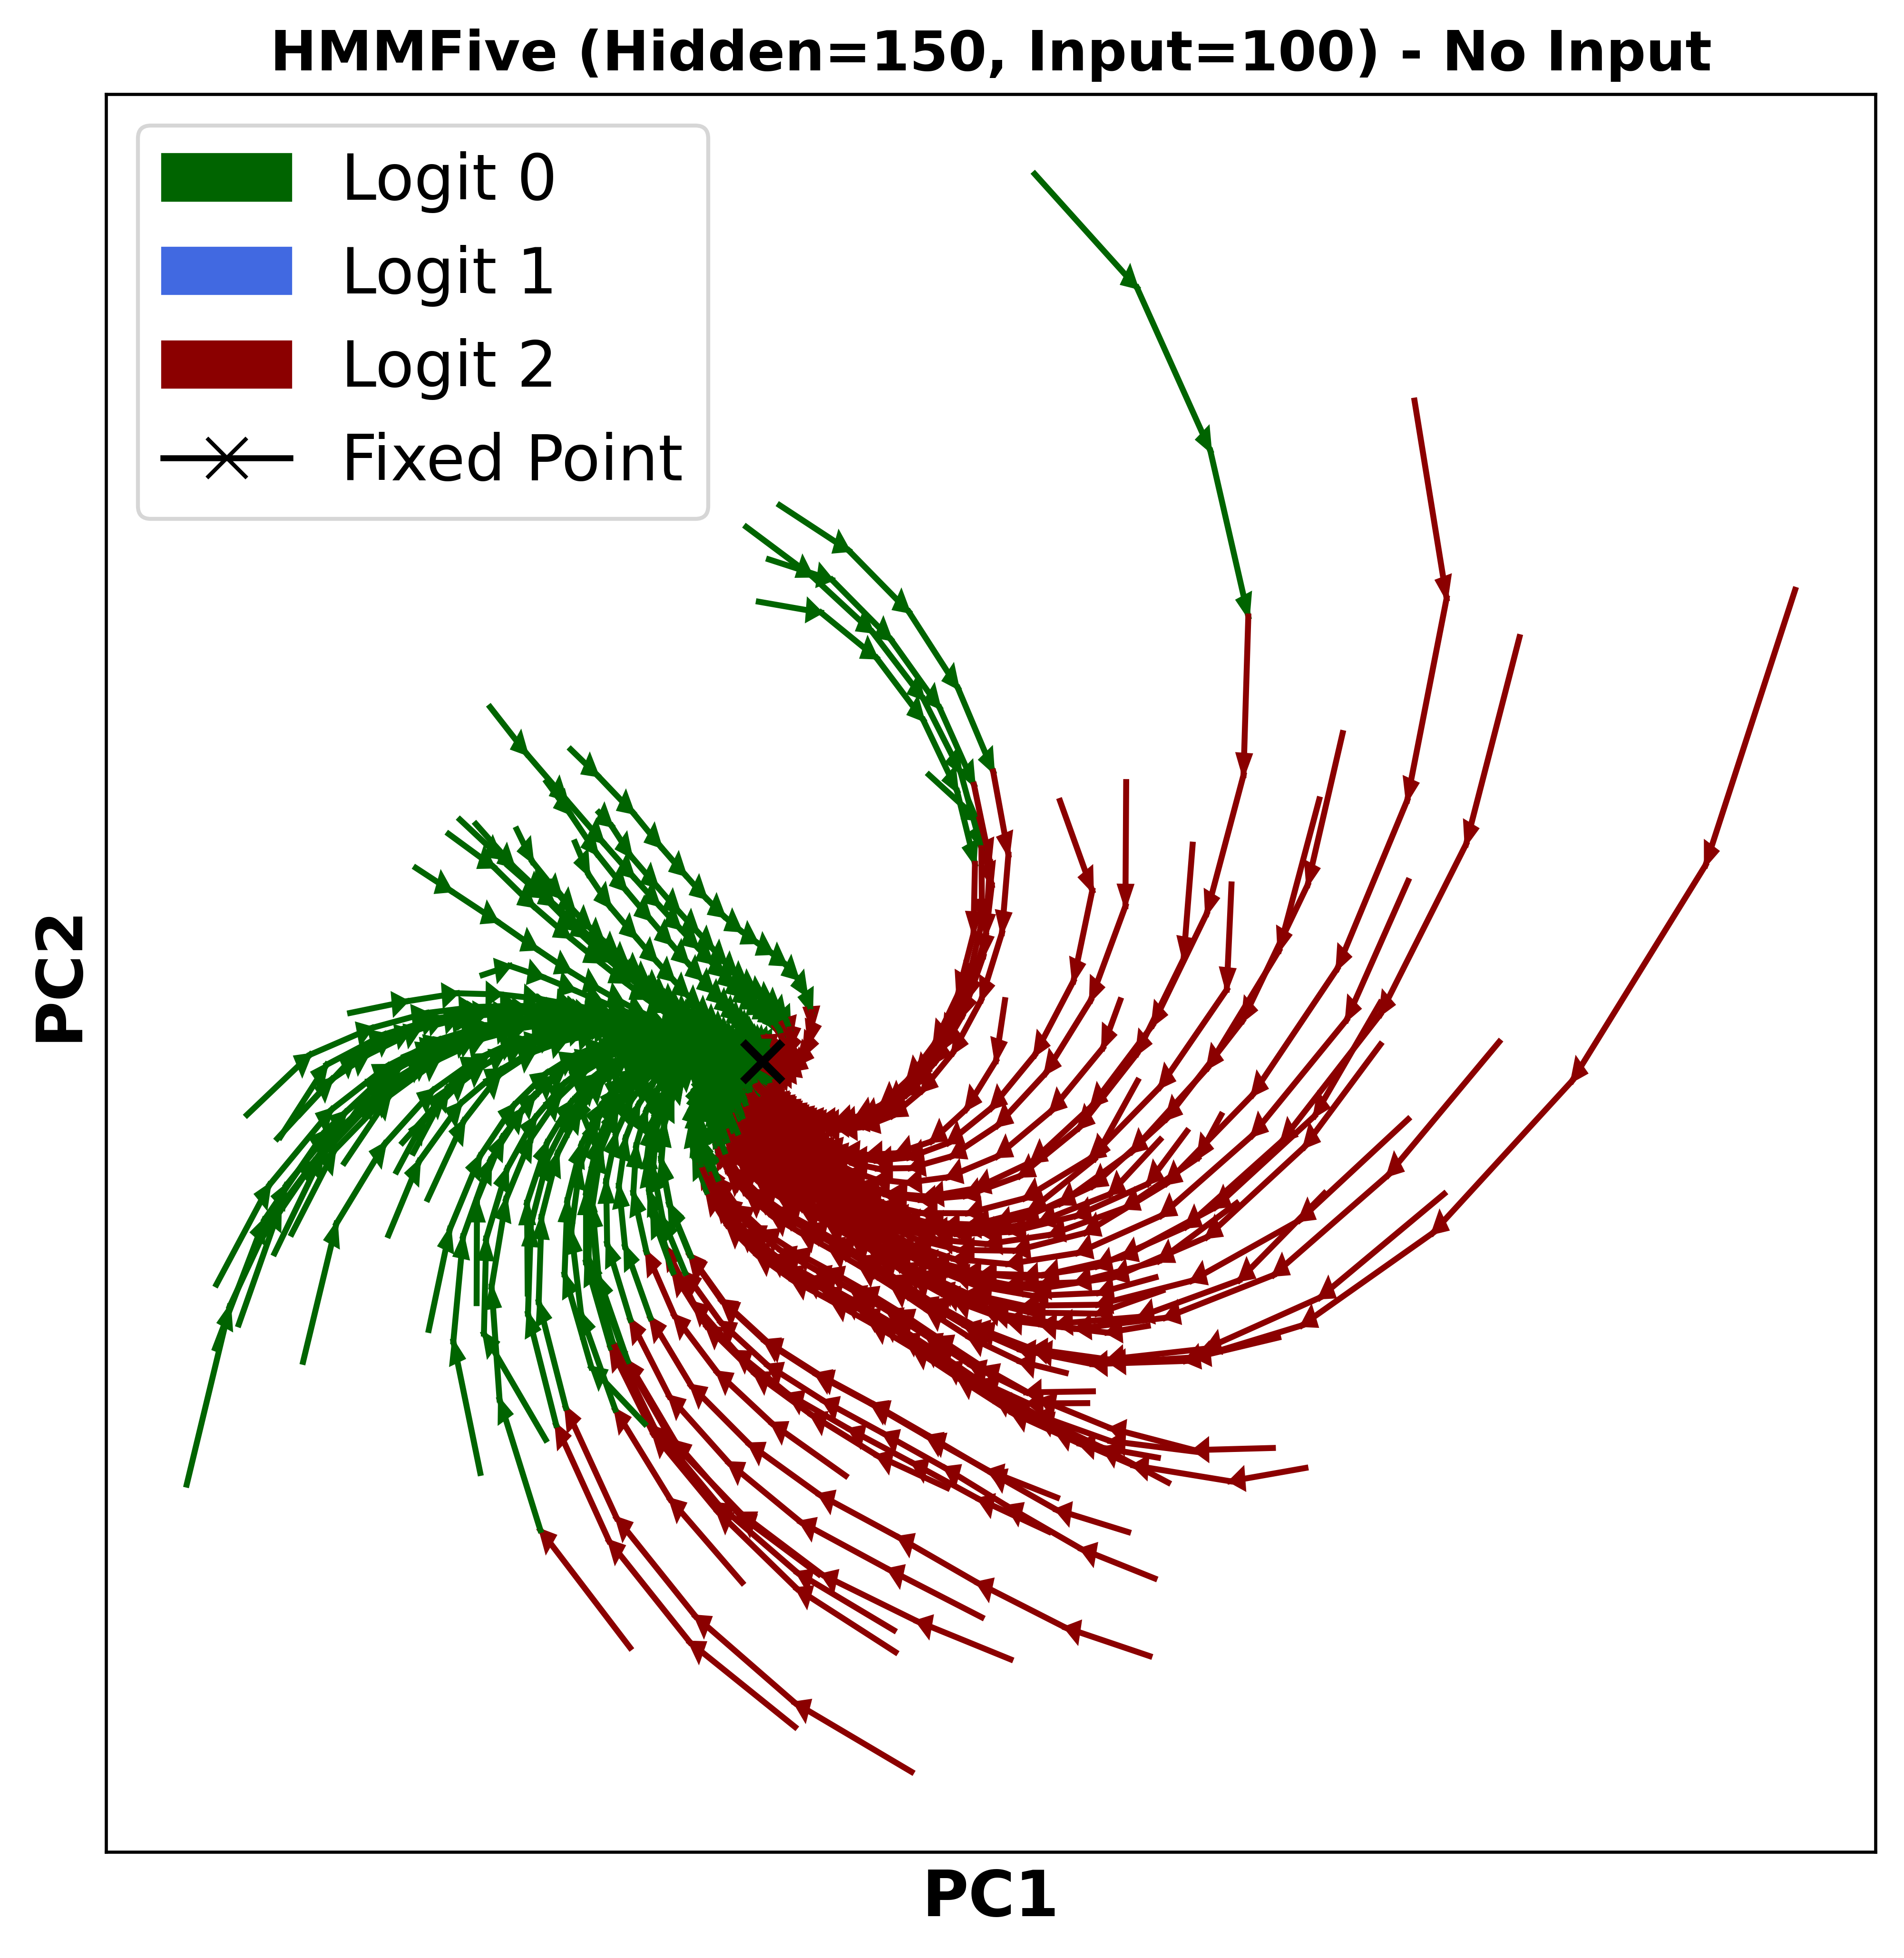 HMMFive (Hidden=150, Input=100) - No Input
Logit 0
Logit 1
Logit 2
Fixed Point
PC2
PC1